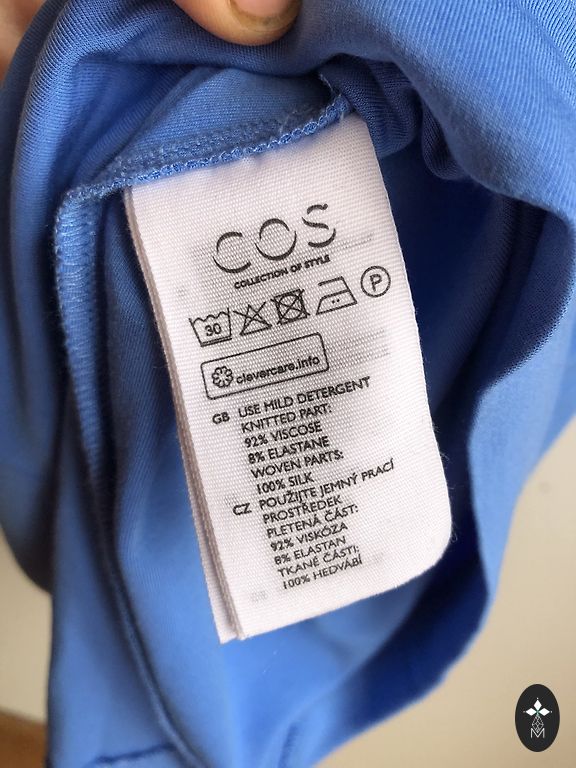 COS
COLLECTION OF STYLE
30
P
clevercare.info
GB USE MILD DETERGENT
KNITTED PART:
92% VISCOSE
8% ELASTANE
WOVEN PARTS:
100% SILK
CZ POUŽIJTE JEMNÝ PRACÍ
PROSTŘEDEK
PLETENÁ ČÁST:
92% VISKÓZA
8% ELASTAN
TKANÉ ČÁSTI:
100% HEDVÁBÍ
M